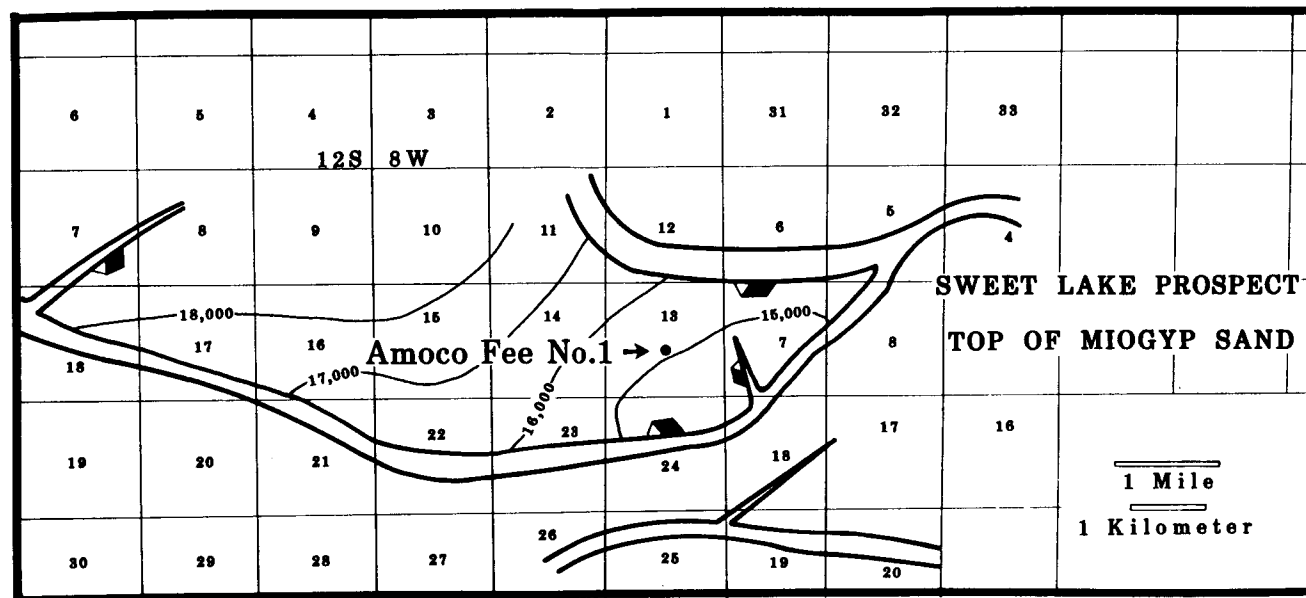 6 5 4 3 2 1 31 32 33
12S 8W
7 8 9 10 11 12 6 5 4
SWEET LAKE PROSPECT
18,000 15 14 13 15,000
18 17 16 Amoco Fee No.1 → 7 8 TOP OF MIOGYP SAND
17,000
16,000
22 23 17 16
19 20 21 24 18
1 Mile
1 Kilometer
26
30 29 28 27 25 19 20